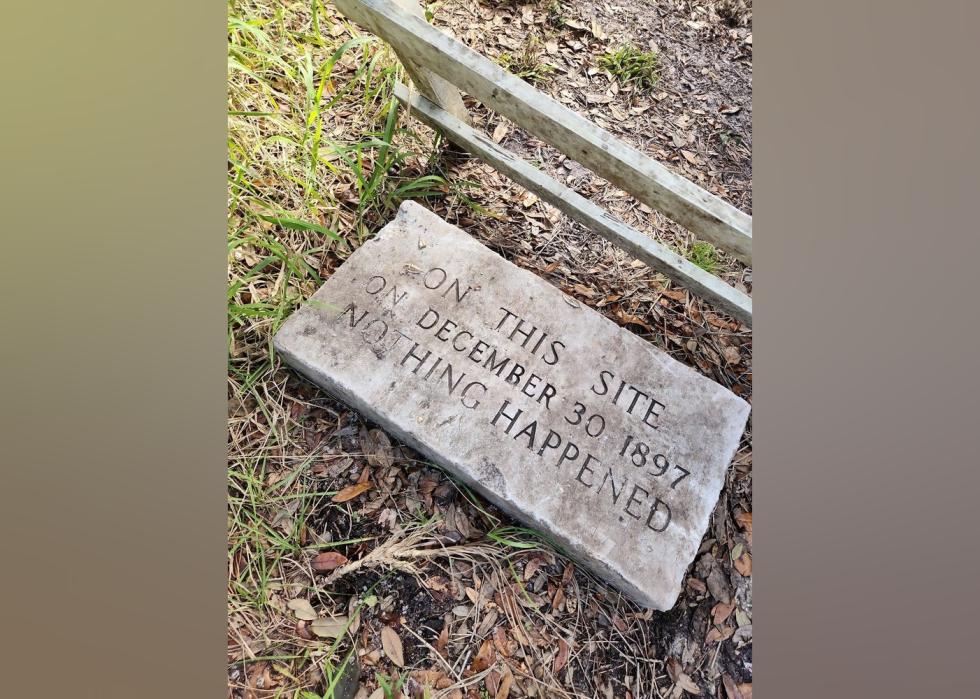 ON THIS SITE
ON DECEMBER 30 1897
NOTHING HAPPENED